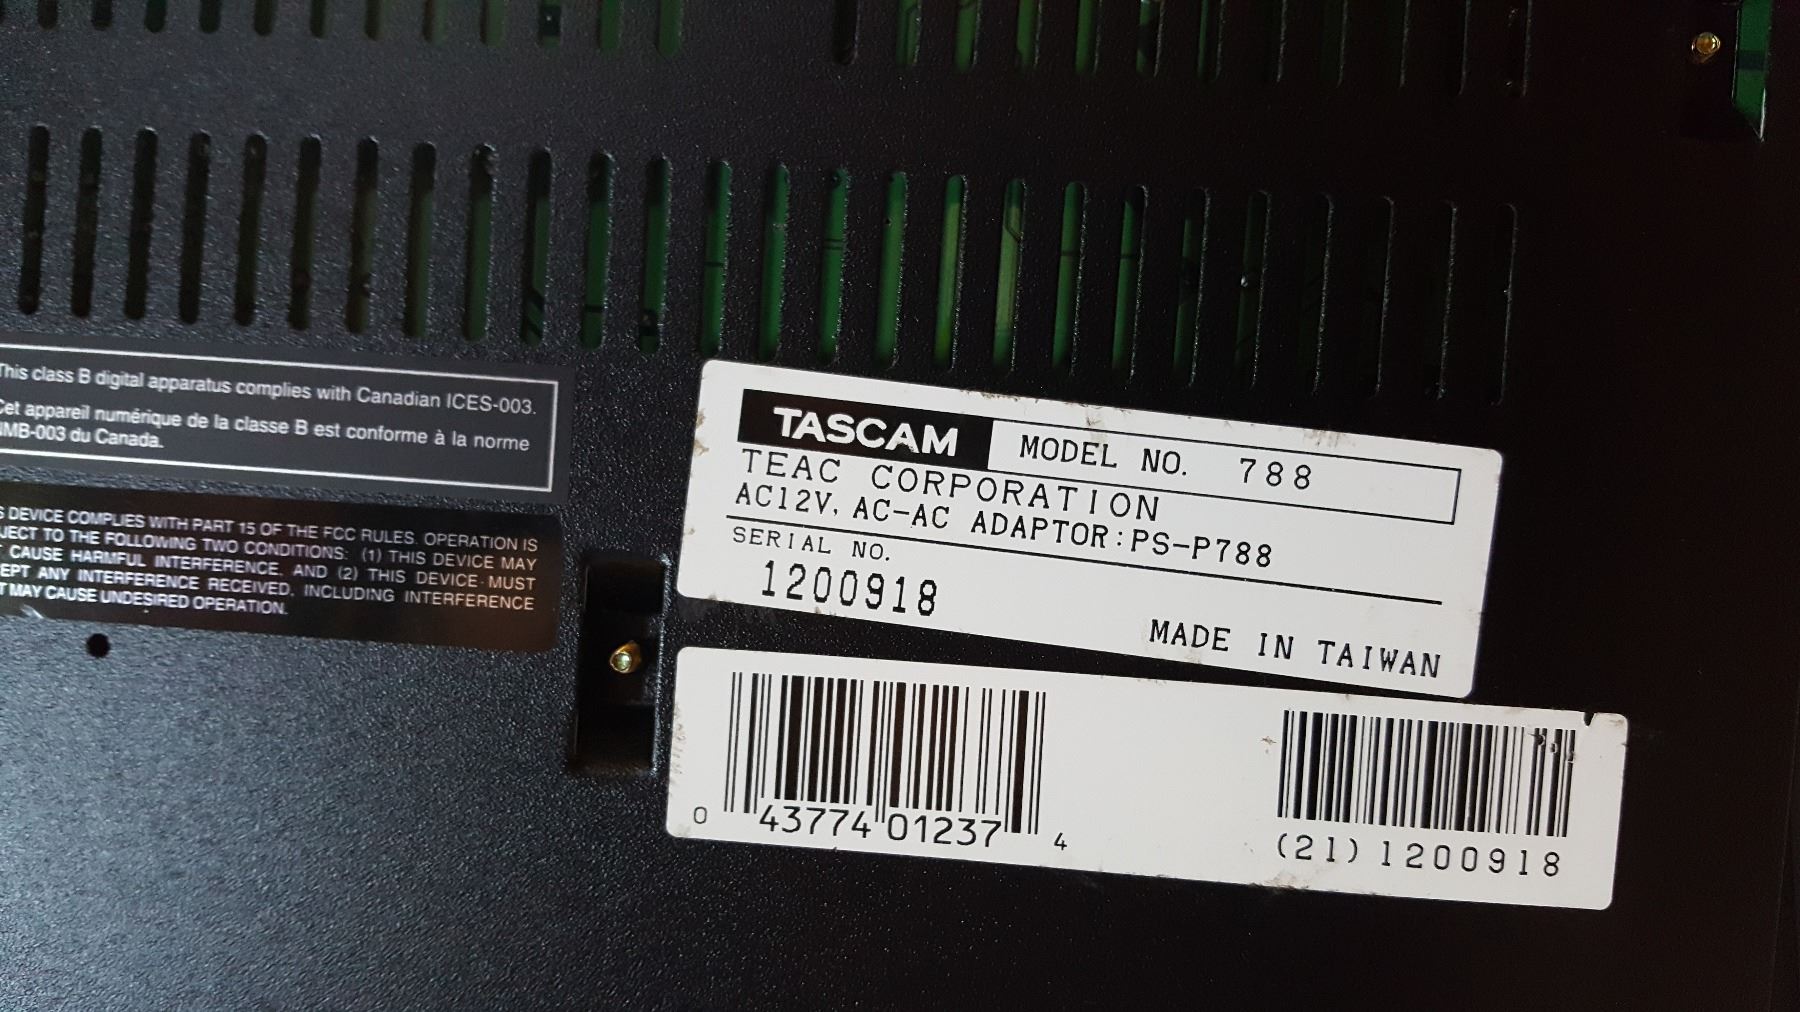 This class B digital apparatus complies with Canadian ICES-003.
Cet appareil numérique de la classe B est conforme à la norme
NMB-003 du Canada.
DEVICE COMPLIES WITH PART 15 OF THE FCC RULES. OPERATION IS
TO THE FOLLOWING TWO CONDITIONS: (1) THIS DEVICE MAY
CAUSE HARMFUL INTERFERENCE, AND (2) THIS DEVICE MUST
ANY INTERFERENCE RECEIVED, INCLUDING INTERFERENCE
MAY CAUSE UNDESIRED OPERATION.
TASCAM MODEL NO. 788
TEAC CORPORATION
AC12V, AC-AC ADAPTOR:PS-P788
SERIAL NO.
1200918
MADE IN TAIWAN
0 43774 01237 4
(21)1200918